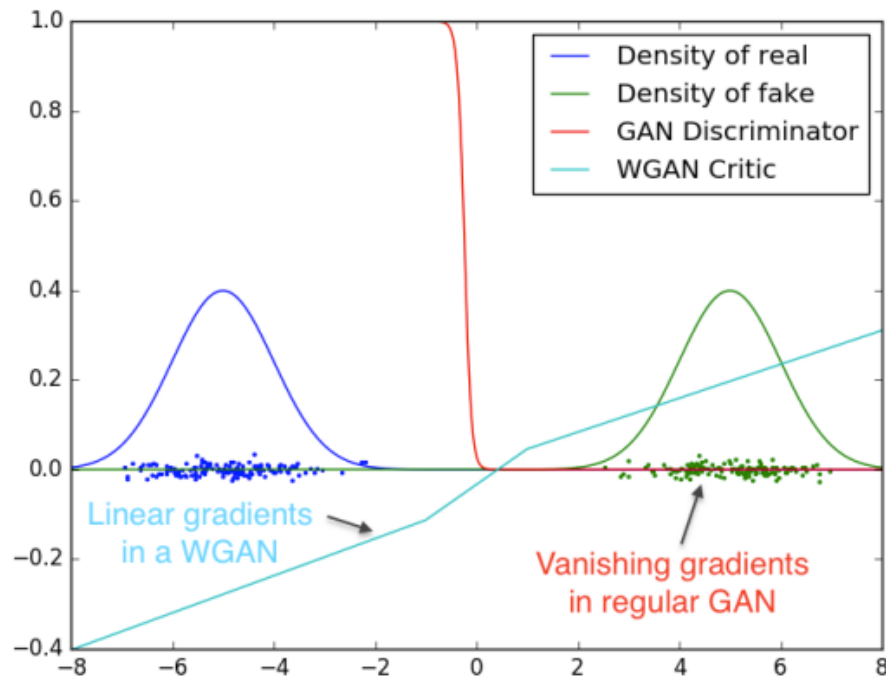 1.0
Density of real
Density of fake
0.8
GAN Discriminator
WGAN Critic
0.6
0.4
0.2
0.0
Linear gradients
in a WGAN
Vanishing gradients
in regular GAN
−0.2
−0.4
−8 −6 −4 −2 0 2 4 6 8